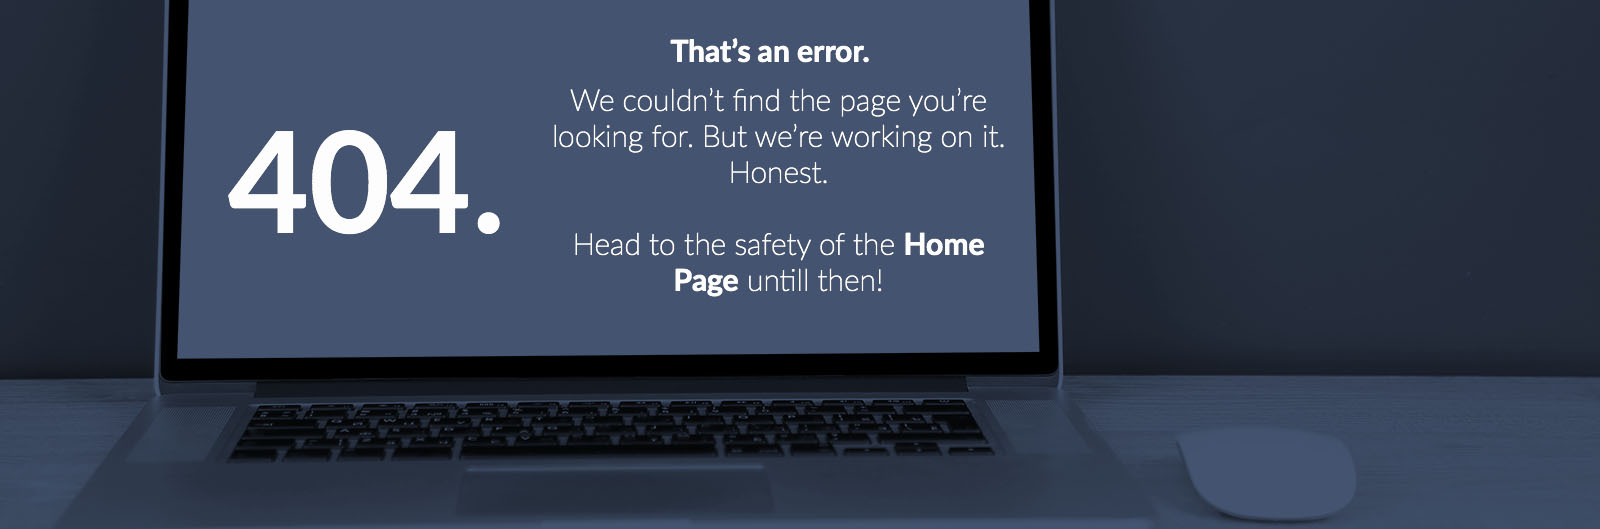 404.
That's an error.
We couldn't find the page you're
looking for. But we're working on it.
Honest.
Head to the safety of the Home
Page untill then!